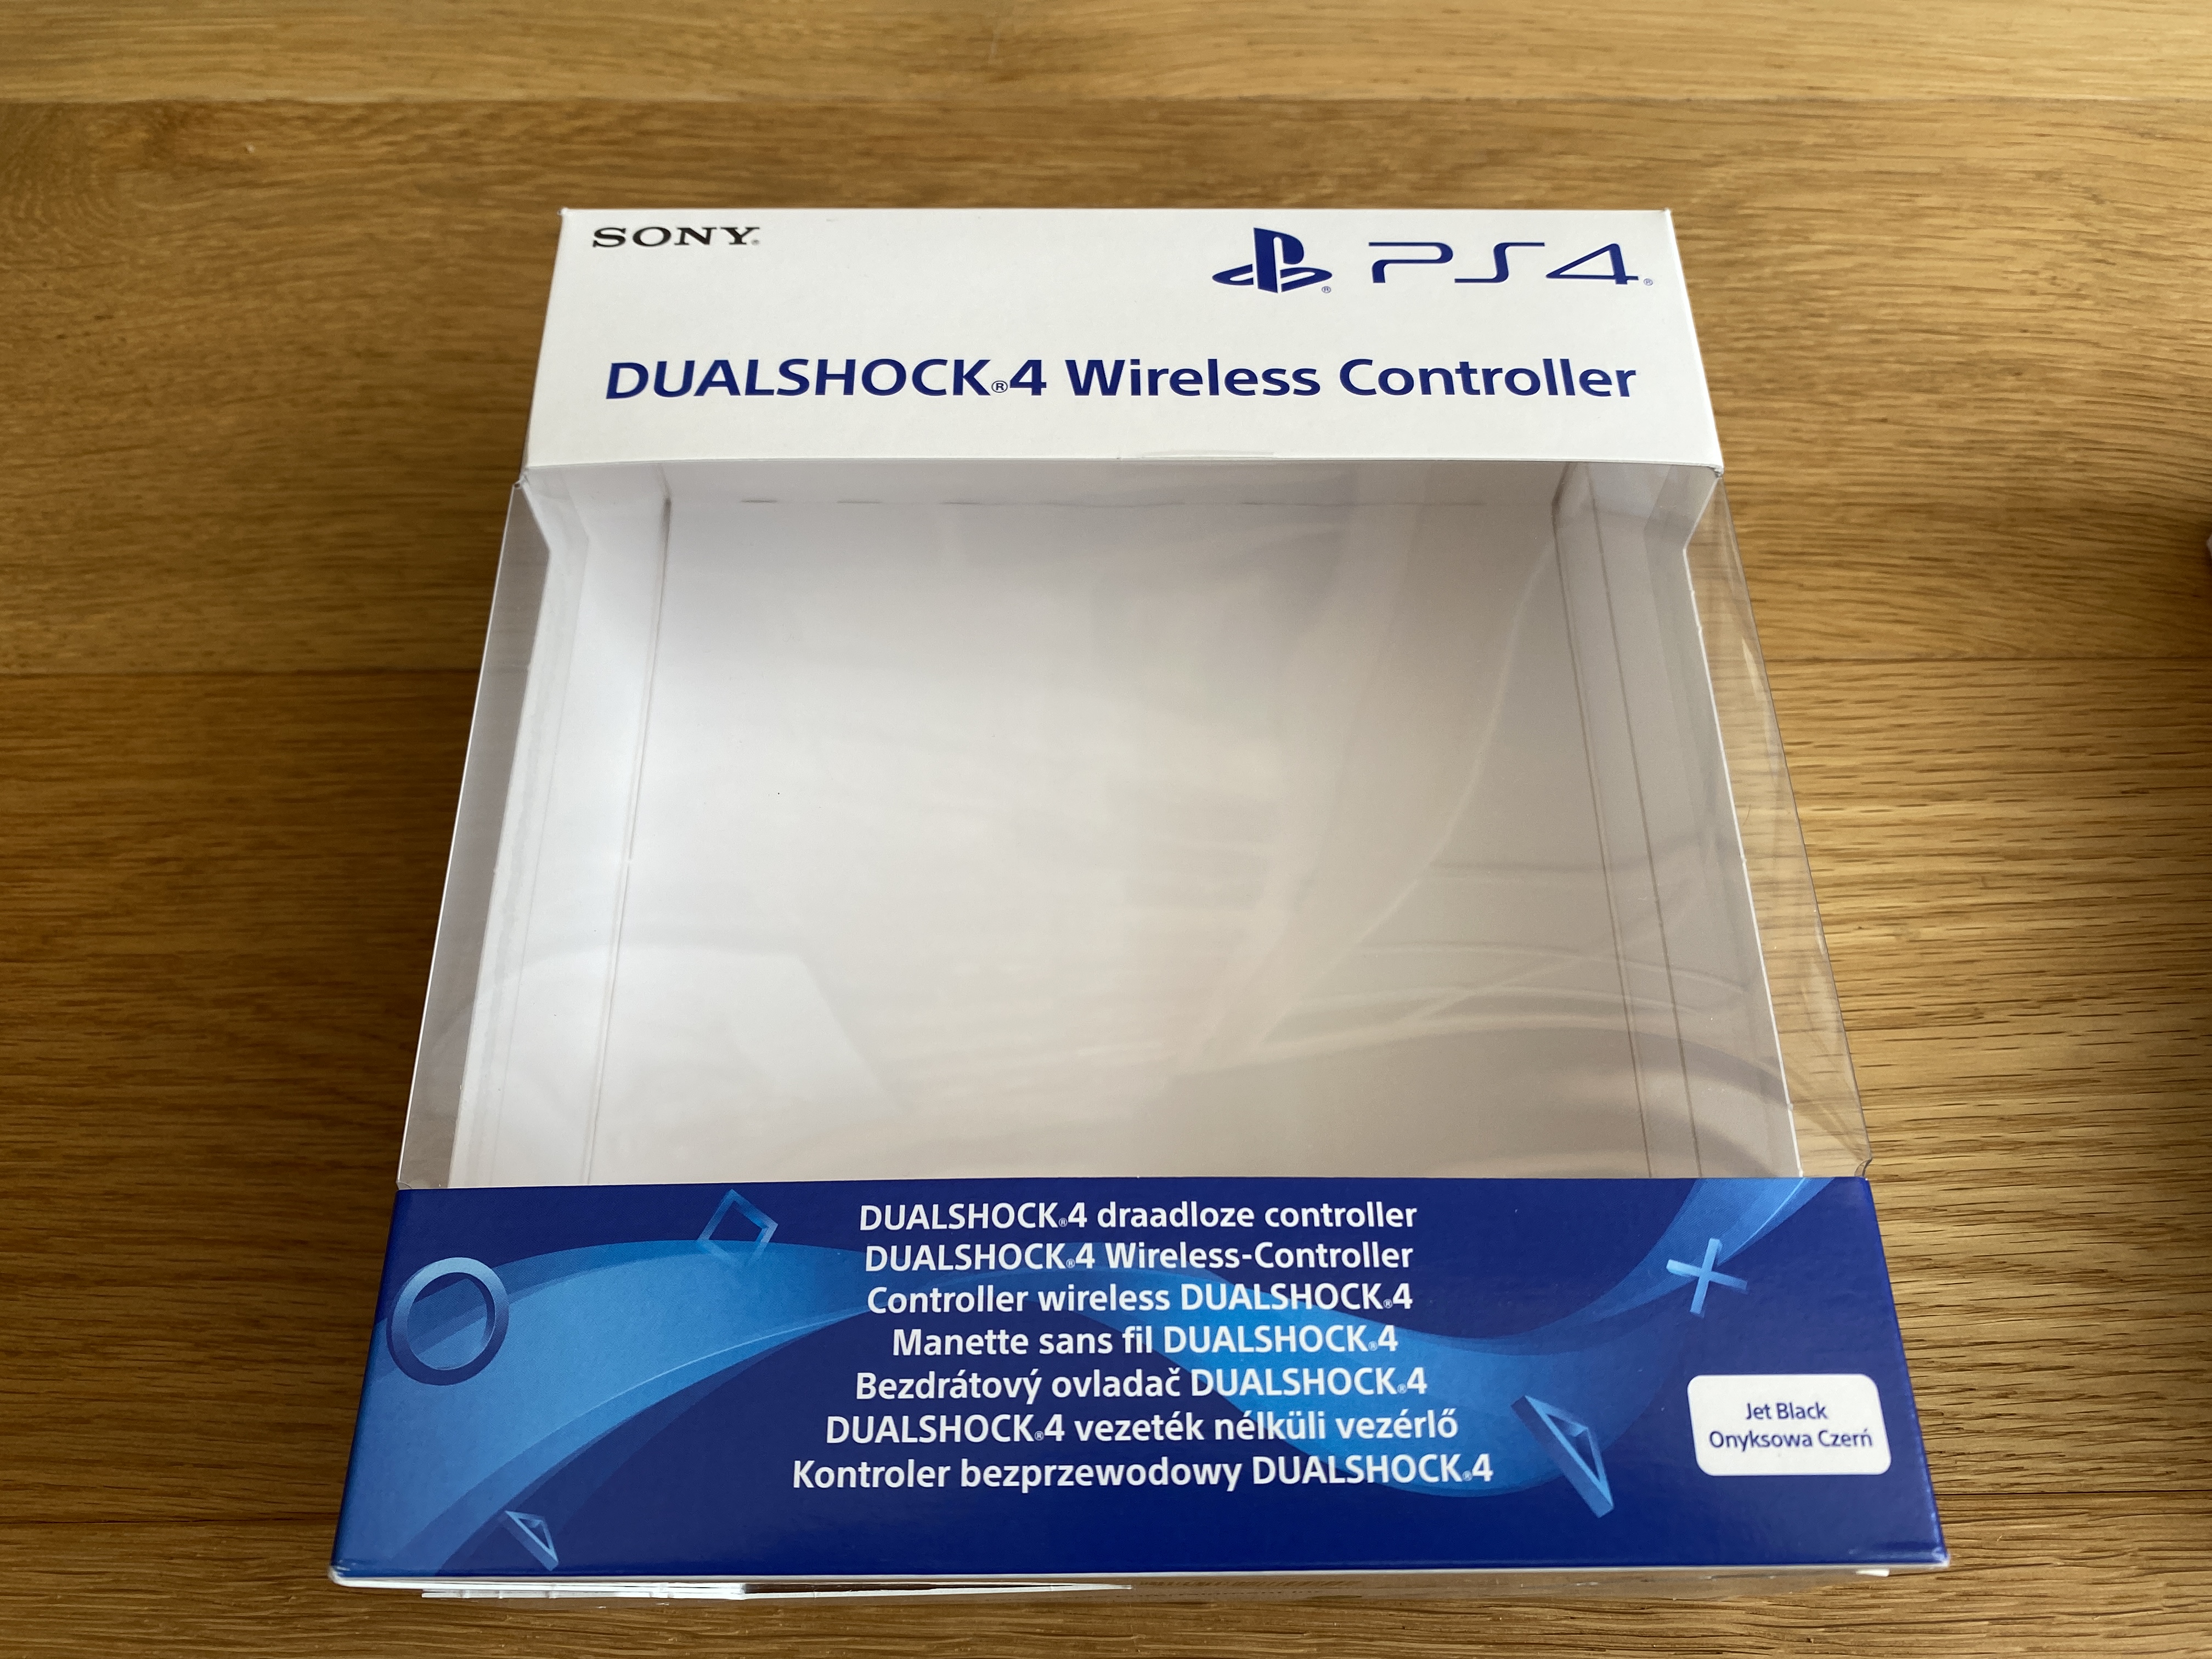 SONY®
PS4®
DUALSHOCK®4 Wireless Controller
DUALSHOCK®4 draadloze controller
DUALSHOCK®4 Wireless-Controller
Controller wireless DUALSHOCK®4
Manette sans fil DUALSHOCK®4
Bezdrátový ovladač DUALSHOCK®4
DUALSHOCK®4 vezeték nélküli vezérlő
Kontroler bezprzewodowy DUALSHOCK®4
Jet Black
Onyksowa Czerń